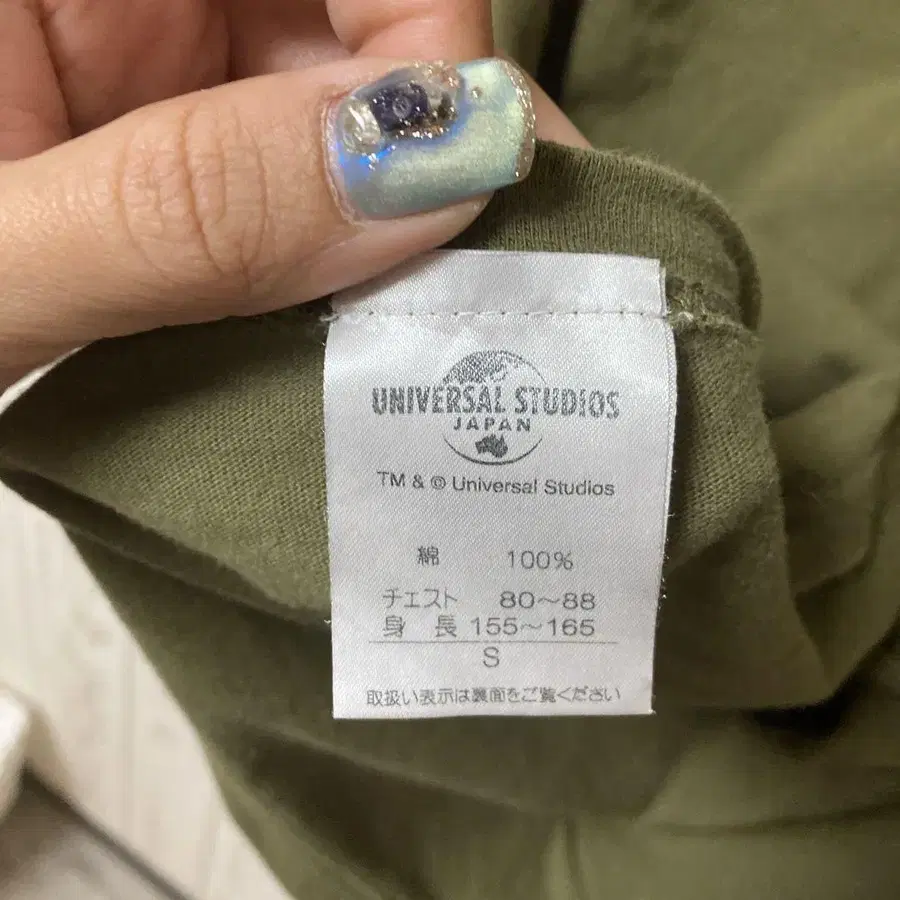 UNIVERSAL STUDIOS
JAPAN
TM & © Universal Studios
綿 100%
チェスト 80～88
身 長 155～165
S
取扱い表示は裏面をご覧ください